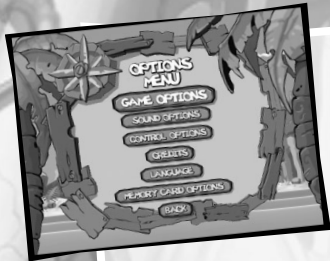 OPTIONS
MENU
GAME OPTIONS
SOUND OPTIONS
CONTROL OPTIONS
CREDITS
LANGUAGE
MEMORY CARD OPTIONS
BACK